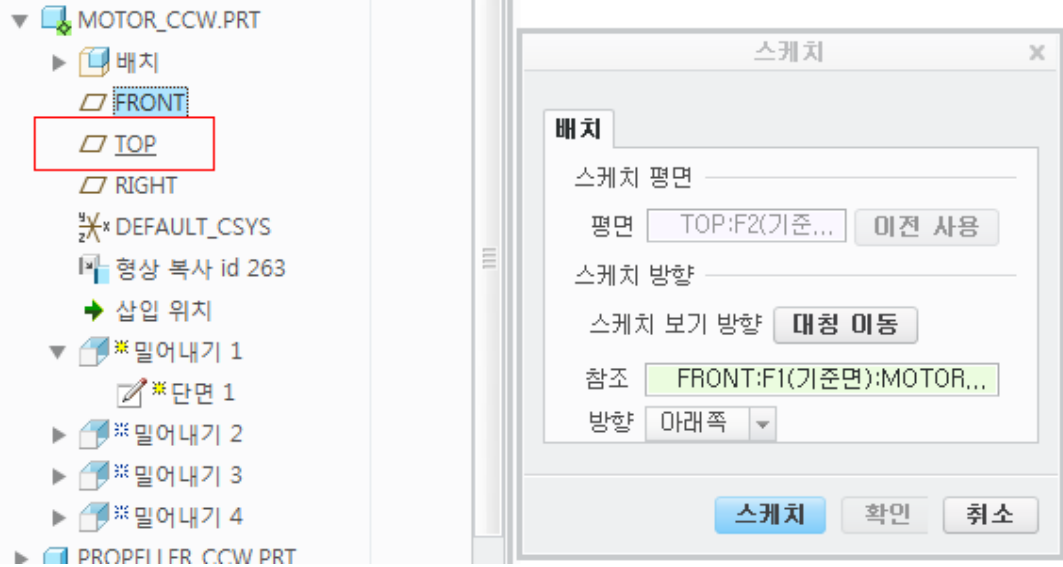 MOTOR_CCW.PRT
배치
FRONT
TOP
RIGHT
DEFAULT_CSYS
형상 복사 id 263
삽입 위치
밀어내기 1
단면 1
밀어내기 2
밀어내기 3
밀어내기 4
PROPELLER_CCW.PRT
스케치
배치
스케치 평면
평면 TOP:F2(기준... 이전 사용
스케치 방향
스케치 보기 방향 대칭 이동
참조 FRONT:F1(기준면):MOTOR...
방향 아래쪽
스케치 확인 취소